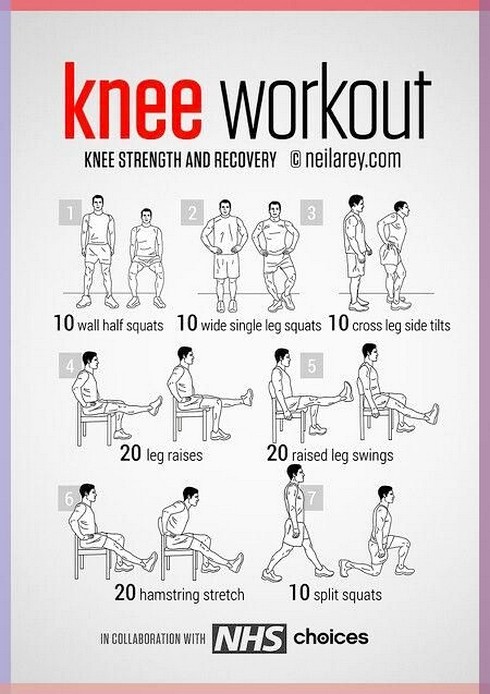 knee workout
KNEE STRENGTH AND RECOVERY © neilarey.com
1 2 3
10 wall half squats 10 wide single leg squats 10 cross leg side tilts
4 5
20 leg raises 20 raised leg swings
6 7
20 hamstring stretch 10 split squats
IN COLLABORATION WITH NHS choices